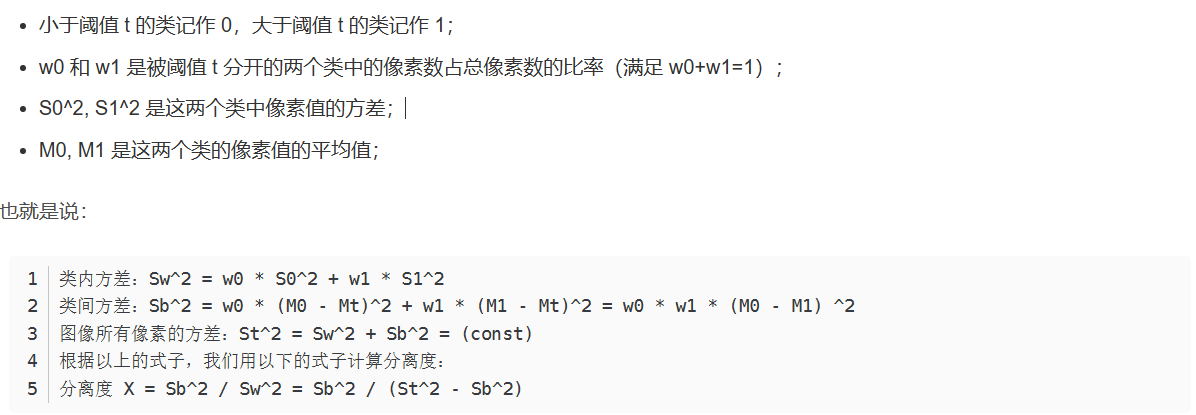 小于阈值 t 的类记作 0，大于阈值 t 的类记作 1；
w0 和 w1 是被阈值 t 分开的两个类中的像素数占总像素数的比率（满足 w0+w1=1）；
S0^2, S1^2 是这两个类中像素值的方差；
M0, M1 是这两个类的像素值的平均值；
也就是说：
1 类内方差：Sw^2 = w0 * S0^2 + w1 * S1^2
2 类间方差：Sb^2 = w0 * (M0 - Mt)^2 + w1 * (M1 - Mt)^2 = w0 * w1 * (M0 - M1) ^2
3 图像所有像素的方差：St^2 = Sw^2 + Sb^2 = (const)
4 根据以上的式子，我们用以下的式子计算分离度：
5 分离度 X = Sb^2 / Sw^2 = Sb^2 / (St^2 - Sb^2)